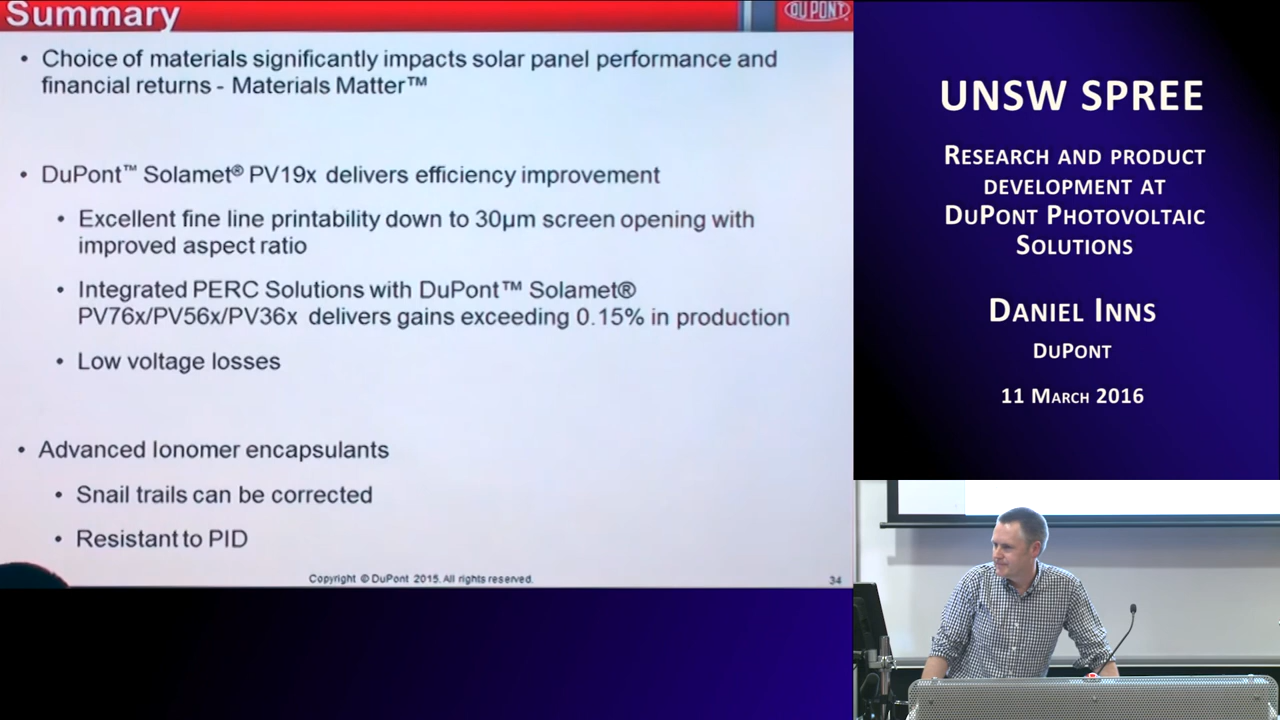 Summary
DUPONT
• Choice of materials significantly impacts solar panel performance and
financial returns - Materials Matter™
• DuPont™ Solamet® PV19x delivers efficiency improvement
• Excellent fine line printability down to 30µm screen opening with
improved aspect ratio
• Integrated PERC Solutions with DuPont™ Solamet®
PV76x/PV56x/PV36x delivers gains exceeding 0.15% in production
• Low voltage losses
• Advanced Ionomer encapsulants
• Snail trails can be corrected
• Resistant to PID
Copyright © DuPont 2015. All rights reserved.
34
UNSW SPREE
RESEARCH AND PRODUCT
DEVELOPMENT AT
DUPONT PHOTOVOLTAIC
SOLUTIONS
DANIEL INNS
DUPONT
11 MARCH 2016